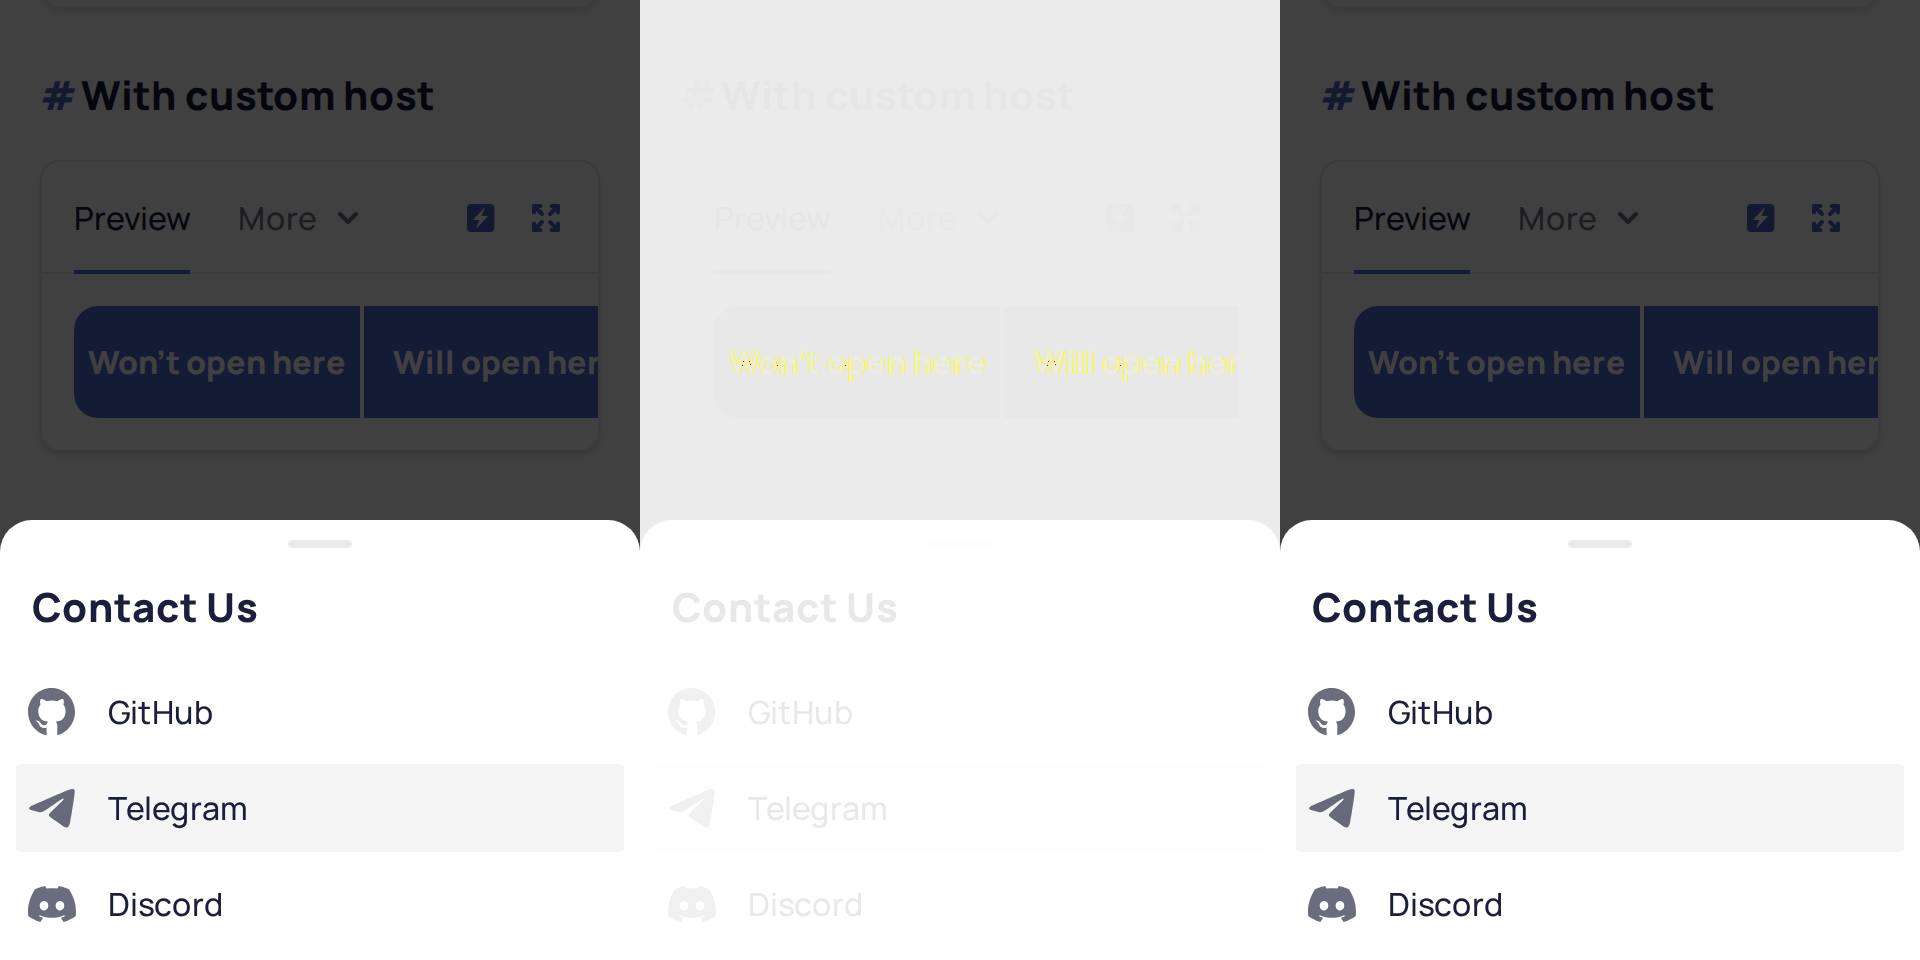 # With custom host
Preview More
Won't open here Will open her
Contact Us
GitHub
Telegram
Discord
# With custom host
Preview More
Won't open here Will open her
Contact Us
GitHub
Telegram
Discord
# With custom host
Preview More
Won't open here Will open her
Contact Us
GitHub
Telegram
Discord